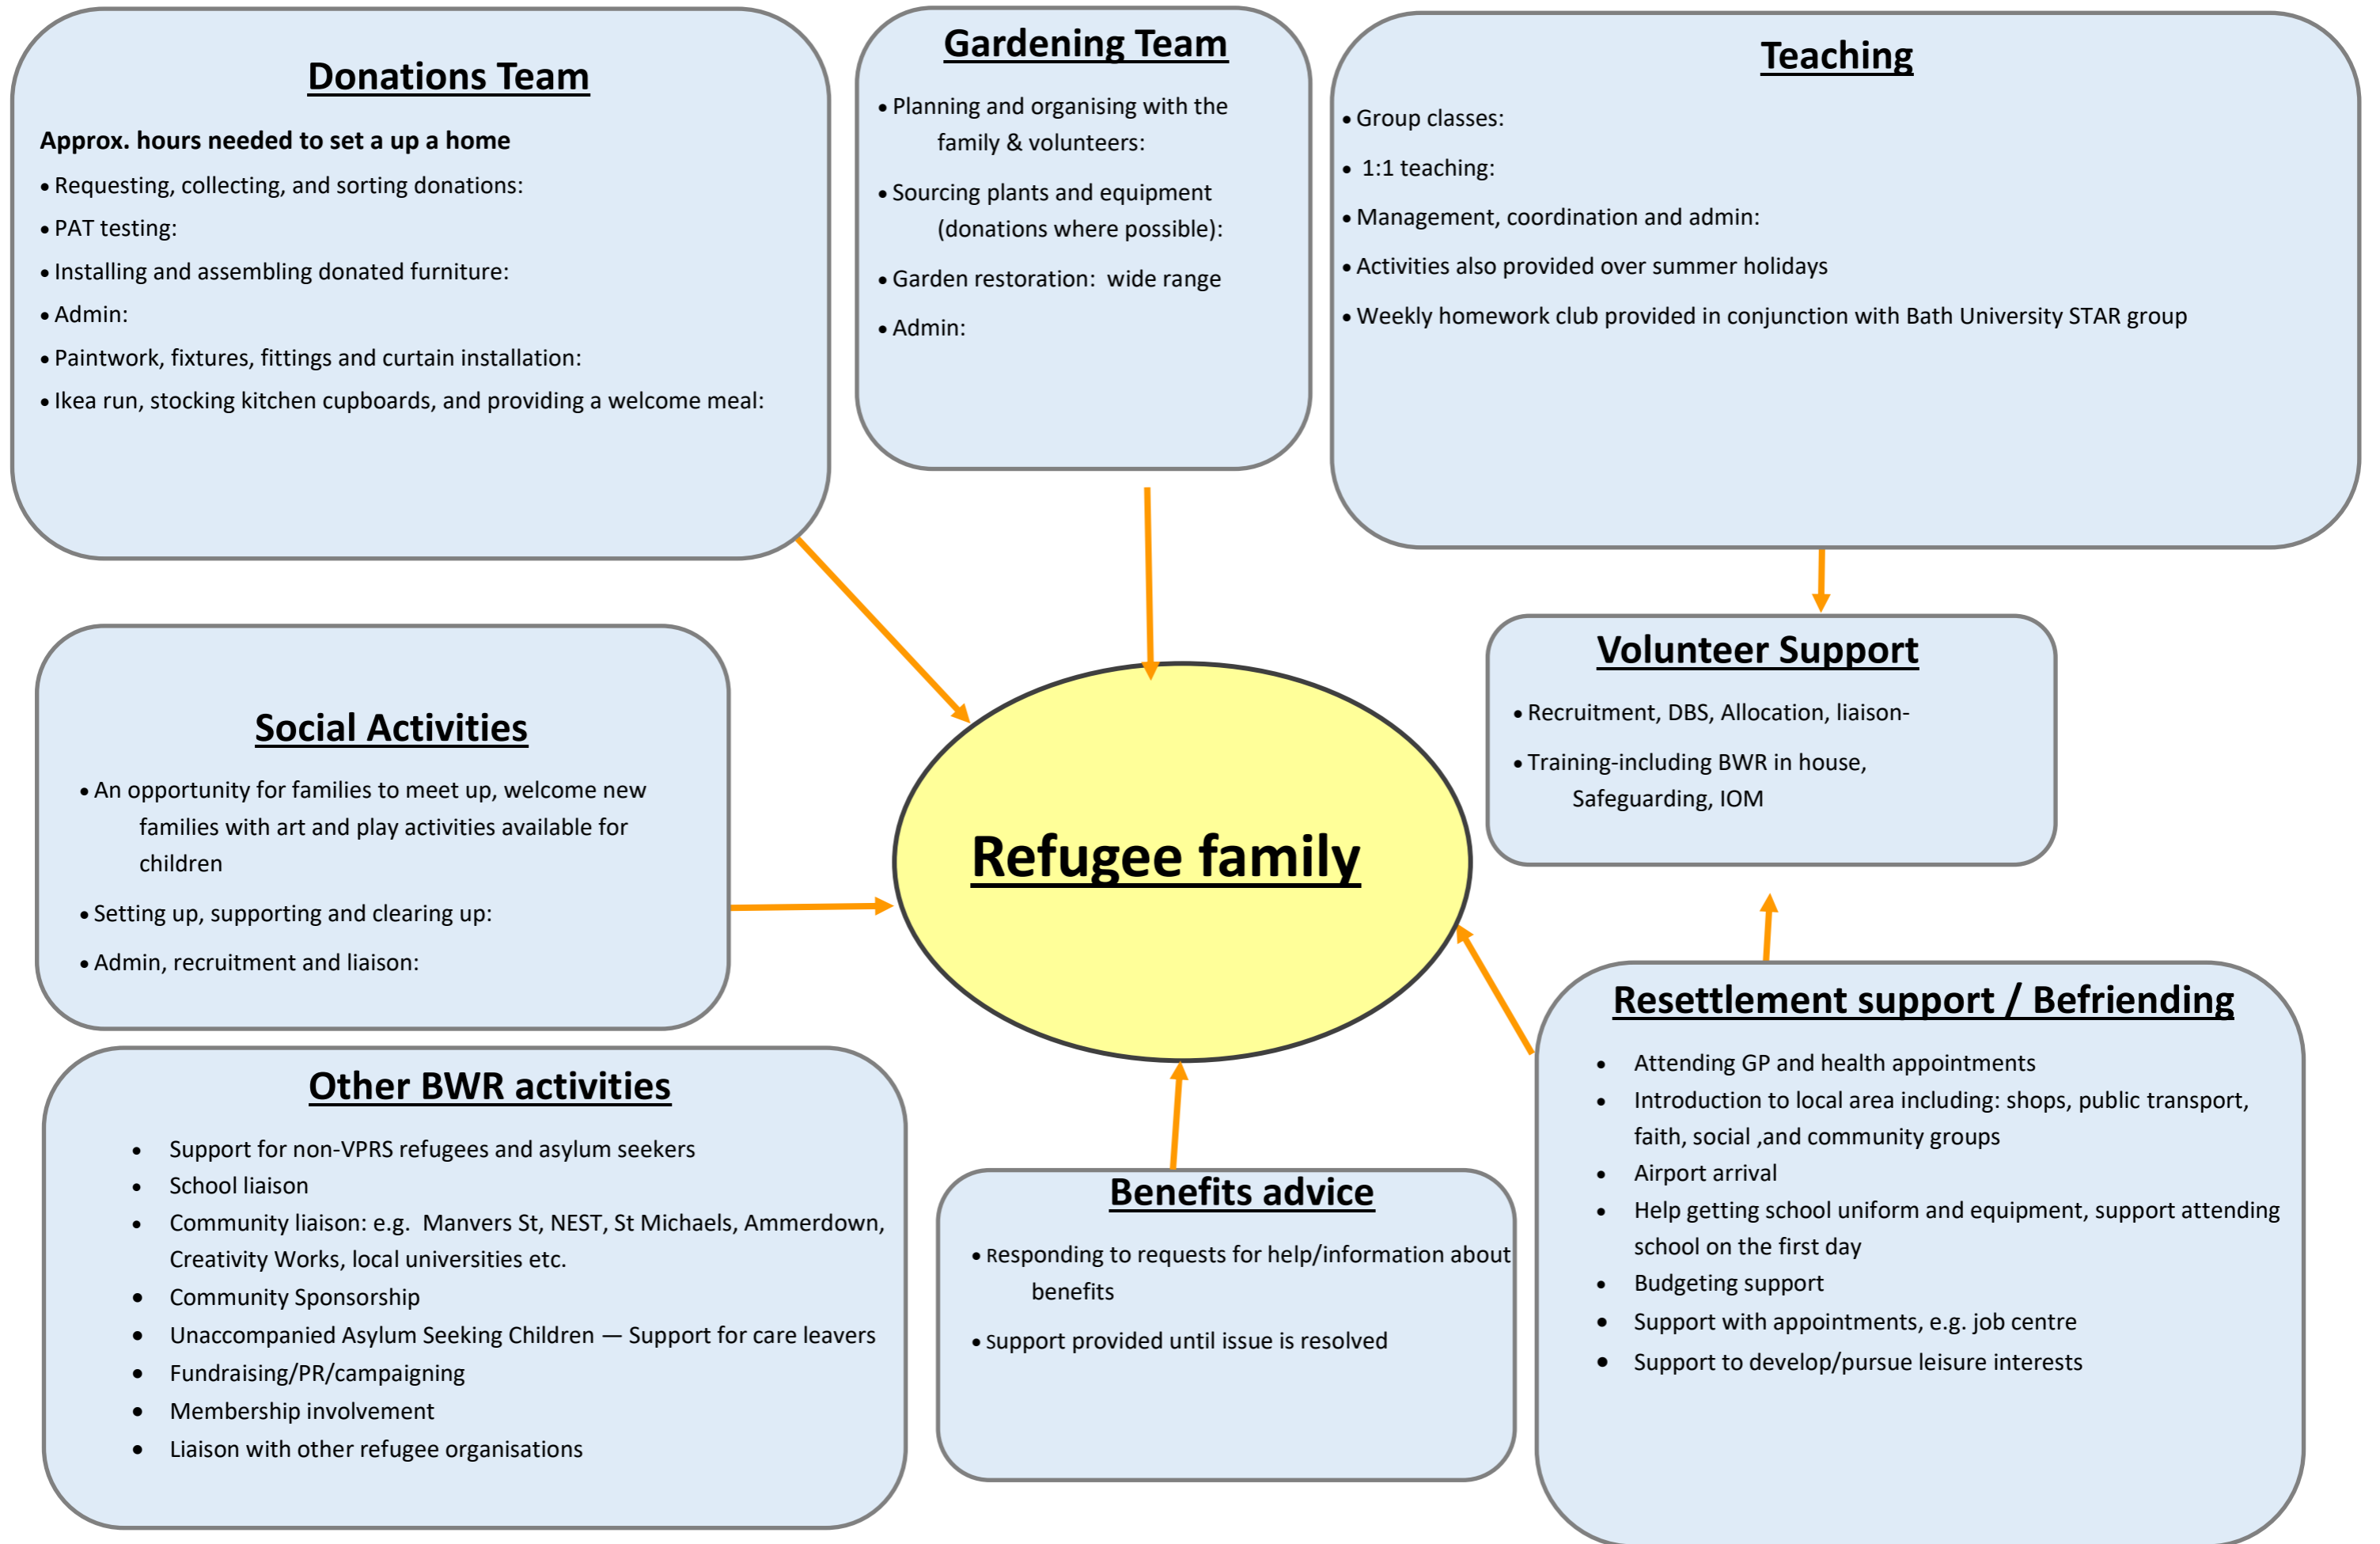 Donations Team
Approx. hours needed to set a up a home
• Requesting, collecting, and sorting donations:
• PAT testing:
• Installing and assembling donated furniture:
• Admin:
• Paintwork, fixtures, fittings and curtain installation:
• Ikea run, stocking kitchen cupboards, and providing a welcome meal:
Gardening Team
• Planning and organising with the
family & volunteers:
• Sourcing plants and equipment
(donations where possible):
• Garden restoration: wide range
• Admin:
Teaching
• Group classes:
• 1:1 teaching:
• Management, coordination and admin:
• Activities also provided over summer holidays
• Weekly homework club provided in conjunction with Bath University STAR group
Social Activities
• An opportunity for families to meet up, welcome new
families with art and play activities available for
children
• Setting up, supporting and clearing up:
• Admin, recruitment and liaison:
Refugee family
Volunteer Support
• Recruitment, DBS, Allocation, liaison-
• Training-including BWR in house,
Safeguarding, IOM
Other BWR activities
• Support for non-VPRS refugees and asylum seekers
• School liaison
• Community liaison: e.g. Manvers St, NEST, St Michaels, Ammerdown,
Creativity Works, local universities etc.
• Community Sponsorship
• Unaccompanied Asylum Seeking Children — Support for care leavers
• Fundraising/PR/campaigning
• Membership involvement
• Liaison with other refugee organisations
Benefits advice
• Responding to requests for help/information about
benefits
• Support provided until issue is resolved
Resettlement support / Befriending
• Attending GP and health appointments
• Introduction to local area including: shops, public transport,
faith, social ,and community groups
• Airport arrival
• Help getting school uniform and equipment, support attending
school on the first day
• Budgeting support
• Support with appointments, e.g. job centre
• Support to develop/pursue leisure interests